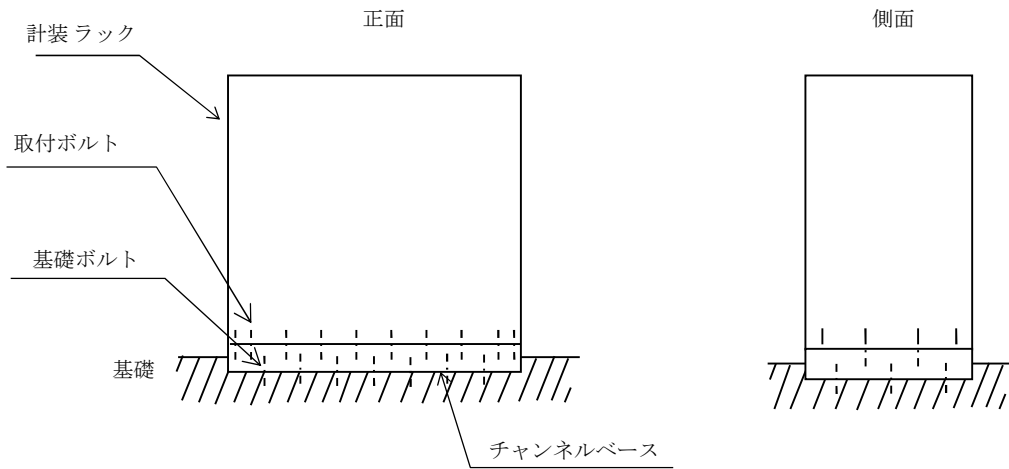 正面
側面
計装 ラック
取付ボルト
基礎ボルト
基礎
チャンネルベース